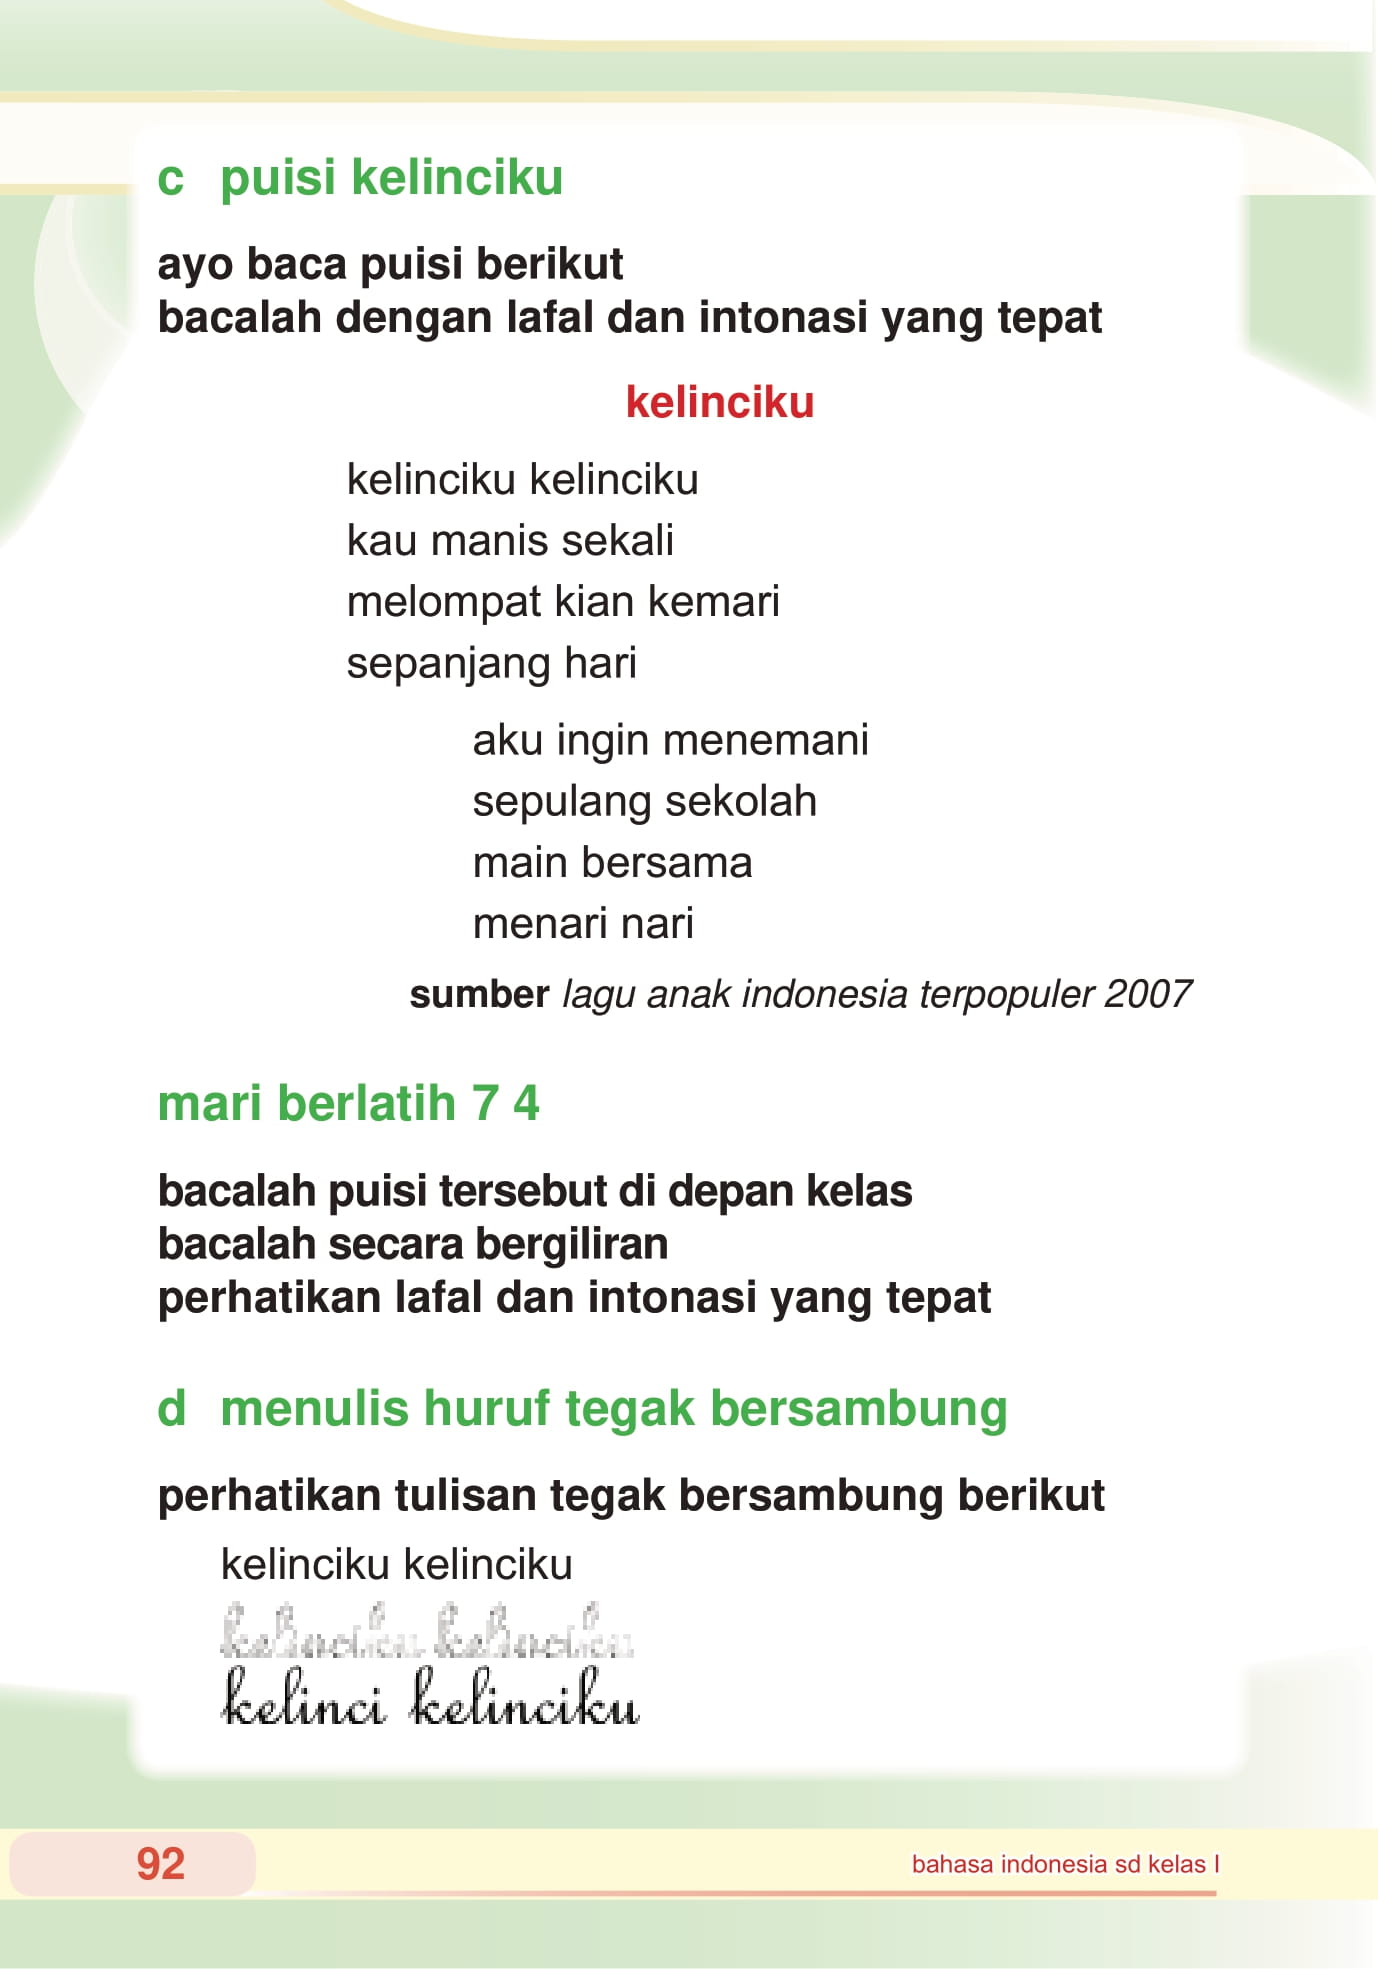 c puisi kelinciku
ayo baca puisi berikut
bacalah dengan lafal dan intonasi yang tepat
kelinciku
kelinciku kelinciku
kau manis sekali
melompat kian kemari
sepanjang hari
aku ingin menemani
sepulang sekolah
main bersama
menari nari
sumber lagu anak indonesia terpopuler 2007
mari berlatih 7 4
bacalah puisi tersebut di depan kelas
bacalah secara bergiliran
perhatikan lafal dan intonasi yang tepat
d menulis huruf tegak bersambung
perhatikan tulisan tegak bersambung berikut
kelinciku kelinciku
kelinciku kelinciku
kelinci kelinciku
92
bahasa indonesia sd kelas I